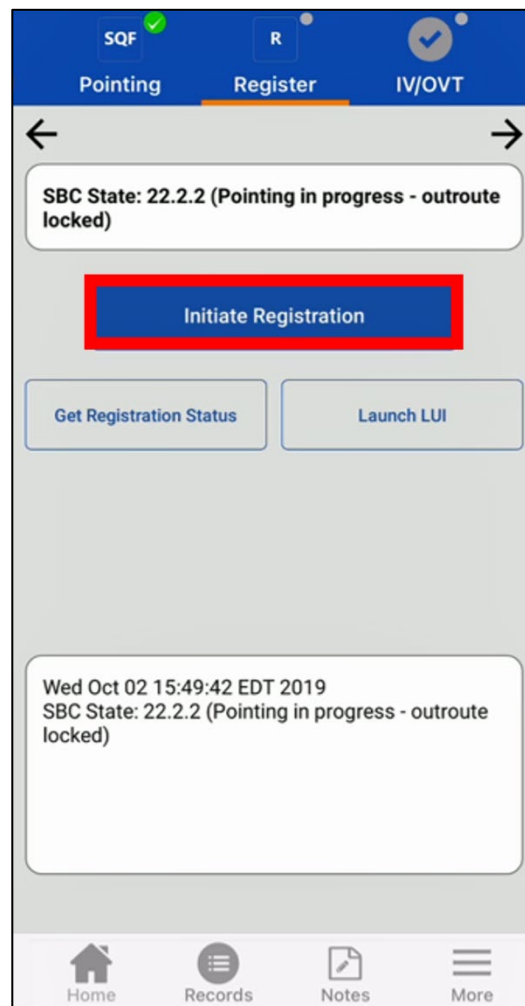 SQF R
Pointing Register IV/OVT
SBC State: 22.2.2 (Pointing in progress - outroute
locked)
Initiate Registration
Get Registration Status Launch LUI
Wed Oct 02 15:49:42 EDT 2019
SBC State: 22.2.2 (Pointing in progress - outroute
locked)
Home Records Notes More